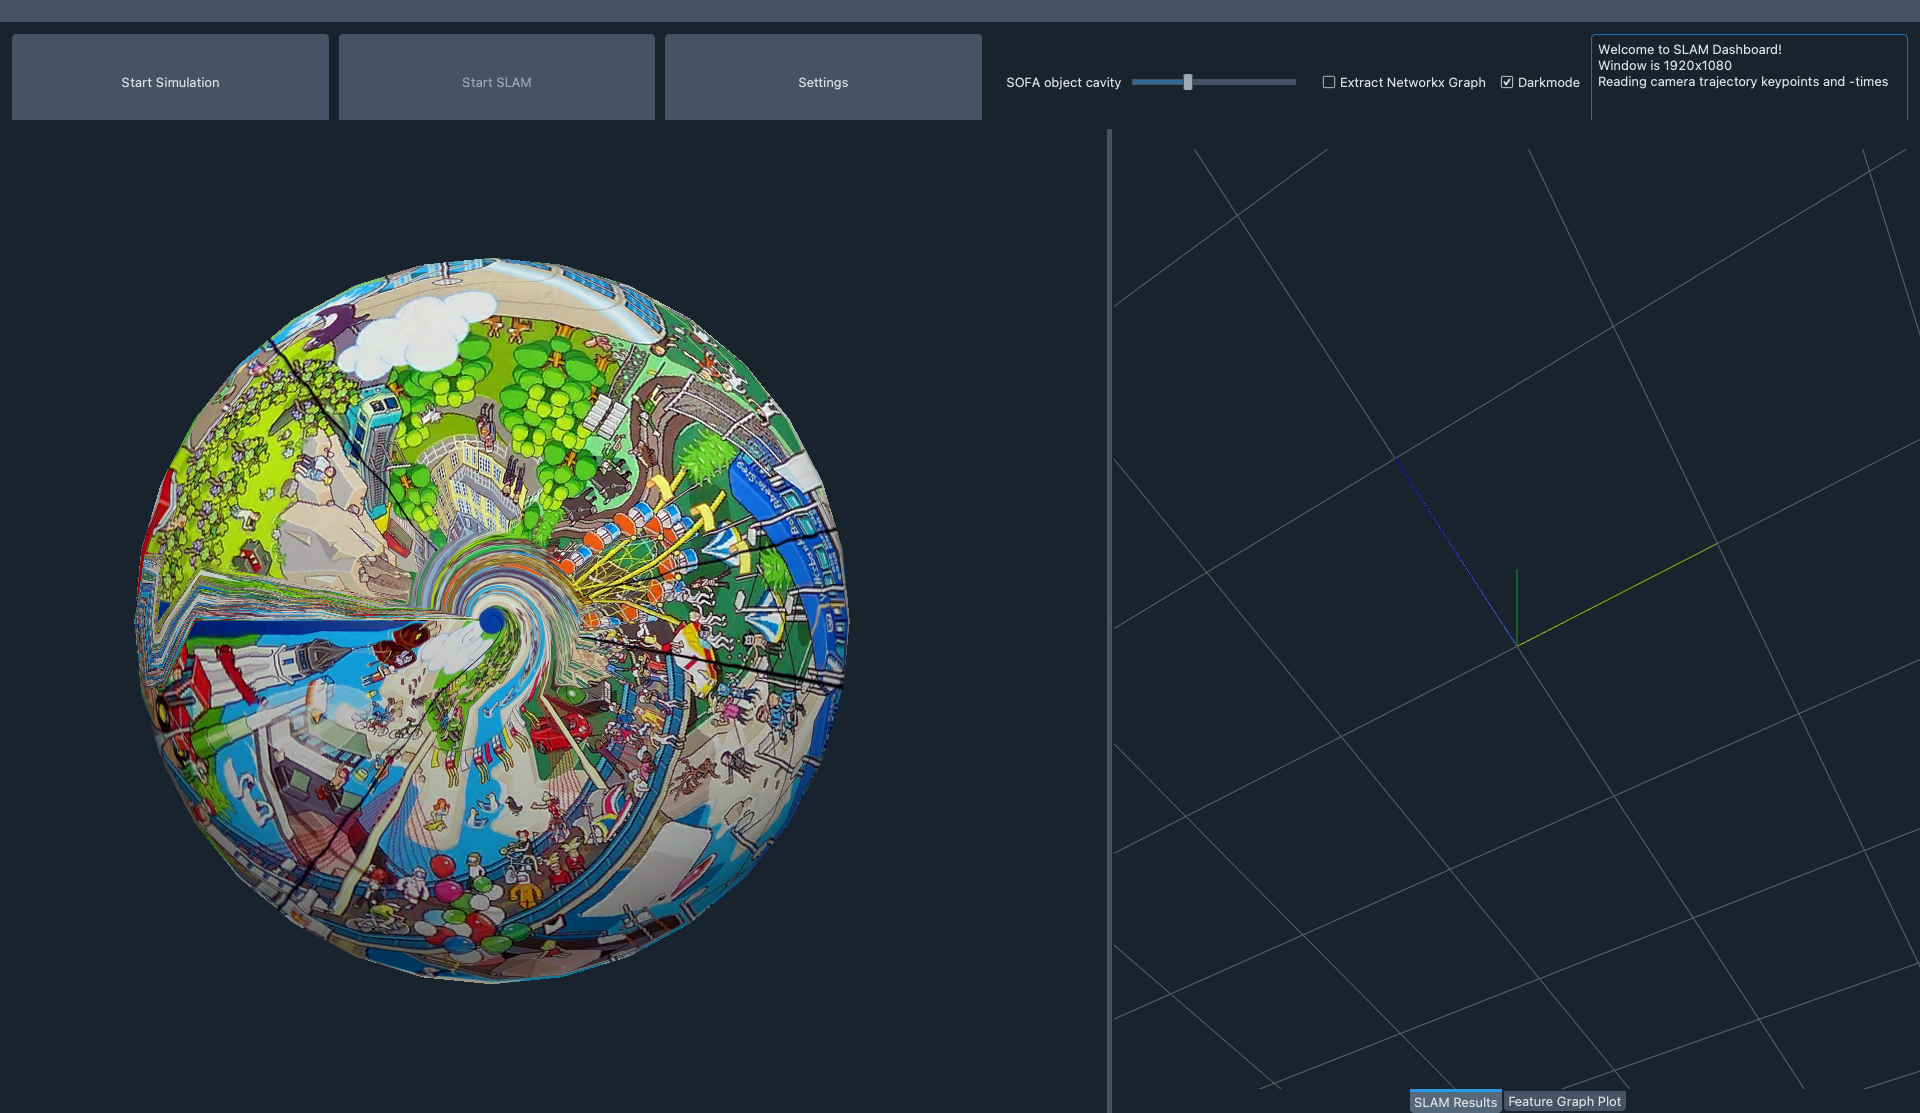 Start Simulation
Start SLAM
Settings
SOFA object cavity
Extract Networkx Graph
Darkmode
Welcome to SLAM Dashboard!
Window is 1920x1080
Reading camera trajectory keypoints and -times
SLAM Results
Feature Graph Plot